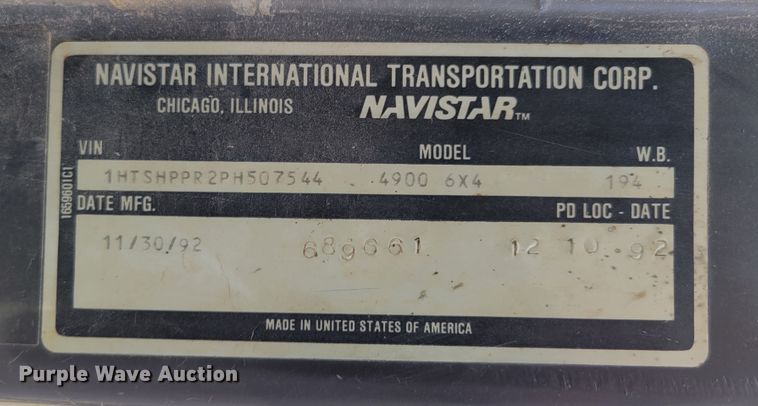 NAVISTAR INTERNATIONAL TRANSPORTATION CORP.
CHICAGO, ILLINOIS NAVISTAR™
VIN MODEL W.B.
1HTSHPPR2PH507544 4900 6X4 194
DATE MFG. PD LOC - DATE
11/30/92 689661 12 10 92
MADE IN UNITED STATES OF AMERICA
1659601C1
Purple Wave Auction